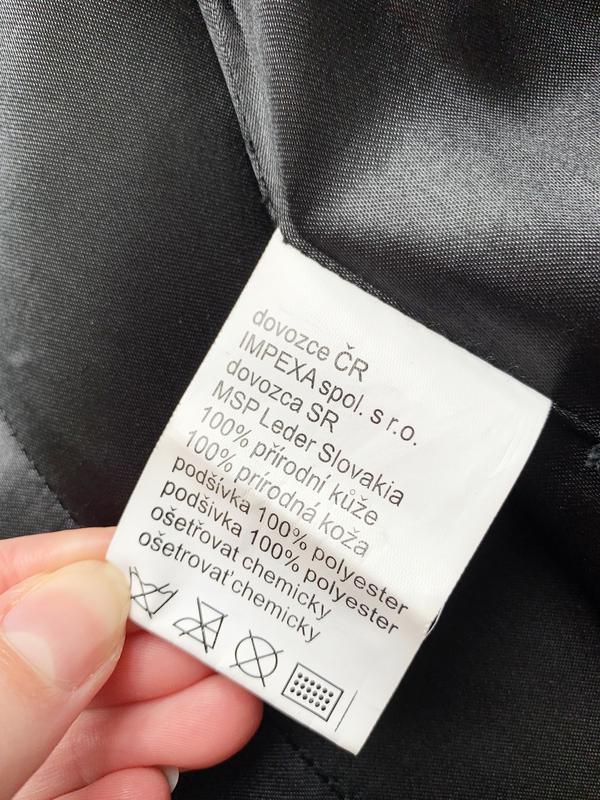 dovozce ČR
IMPEXA spol. s r.o.
dovozca SR
MSP Leder Slovakia
100% přírodní kůže
100% prírodná koža
podšívka 100% polyester
podšívka 100% polyester
ošetřovat chemicky
ošetrovať chemicky